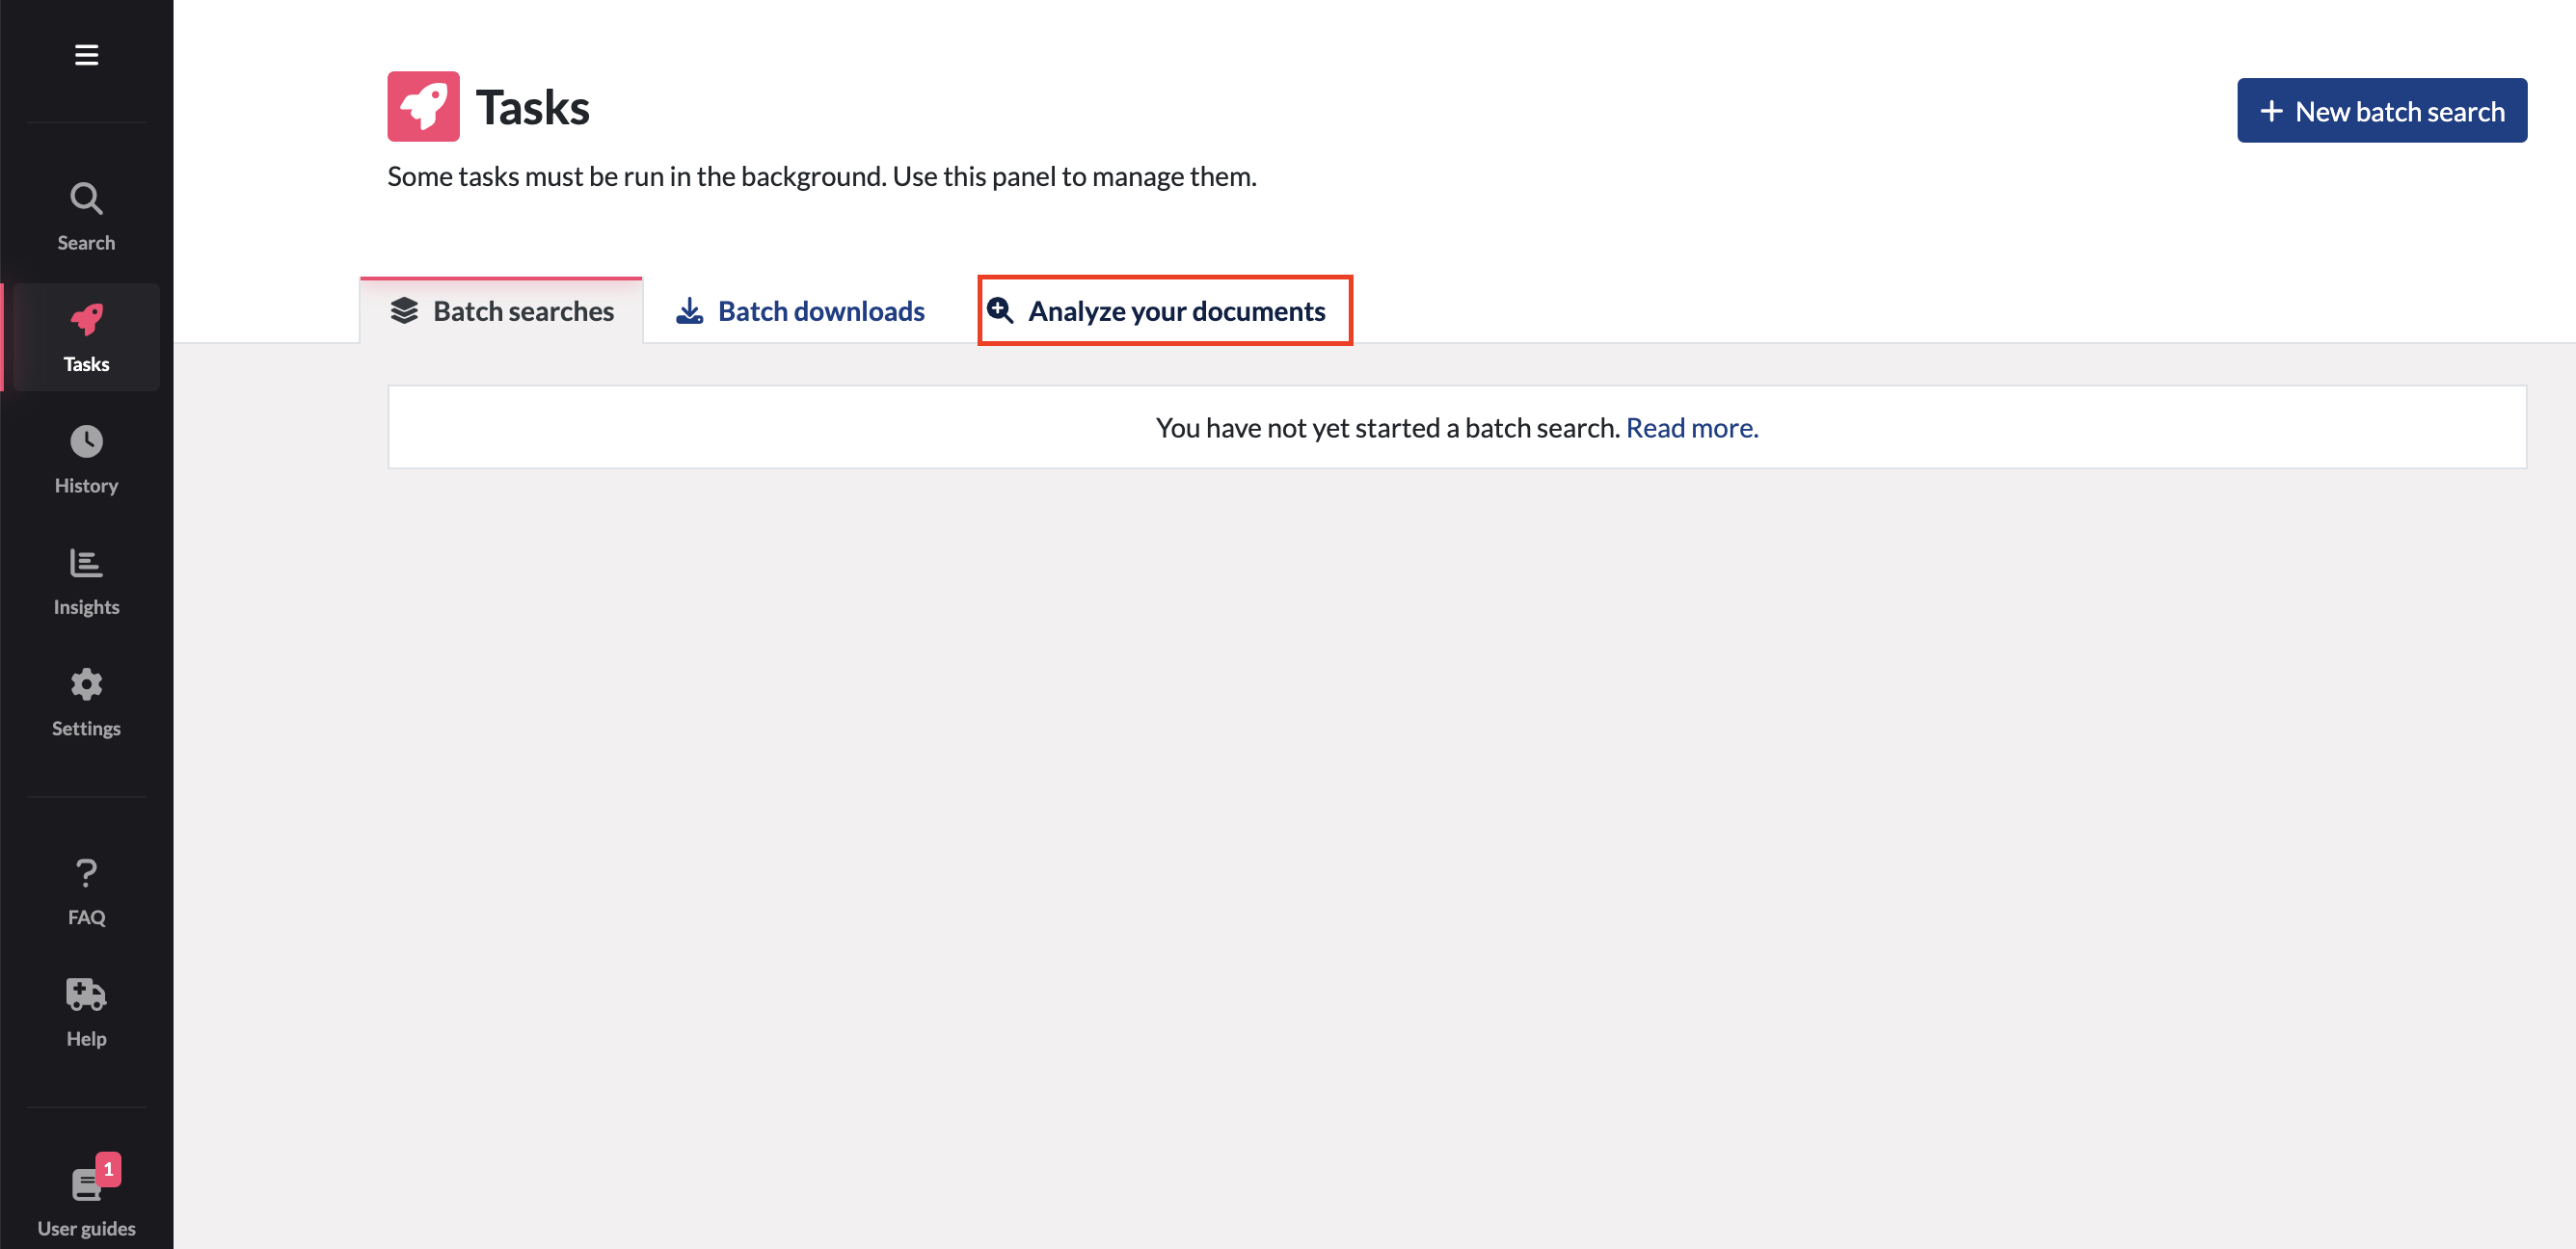 Search
Tasks
History
Insights
Settings
FAQ
Help
1
User guides
Tasks
New batch search
Some tasks must be run in the background. Use this panel to manage them.
Batch searches
Batch downloads
Analyze your documents
You have not yet started a batch search. Read more.